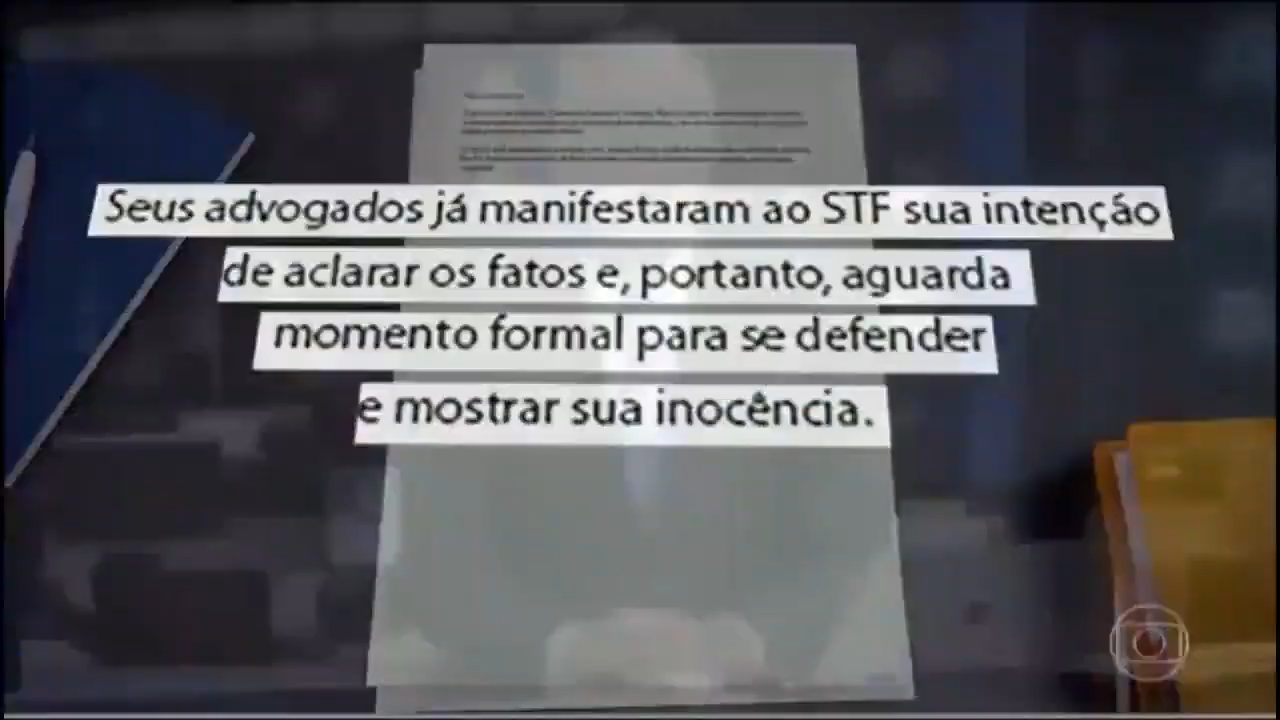 Seus advogados já manifestaram ao STF sua intenção
de aclarar os fatos e, portanto, aguarda
momento formal para se defender
e mostrar sua inocência.